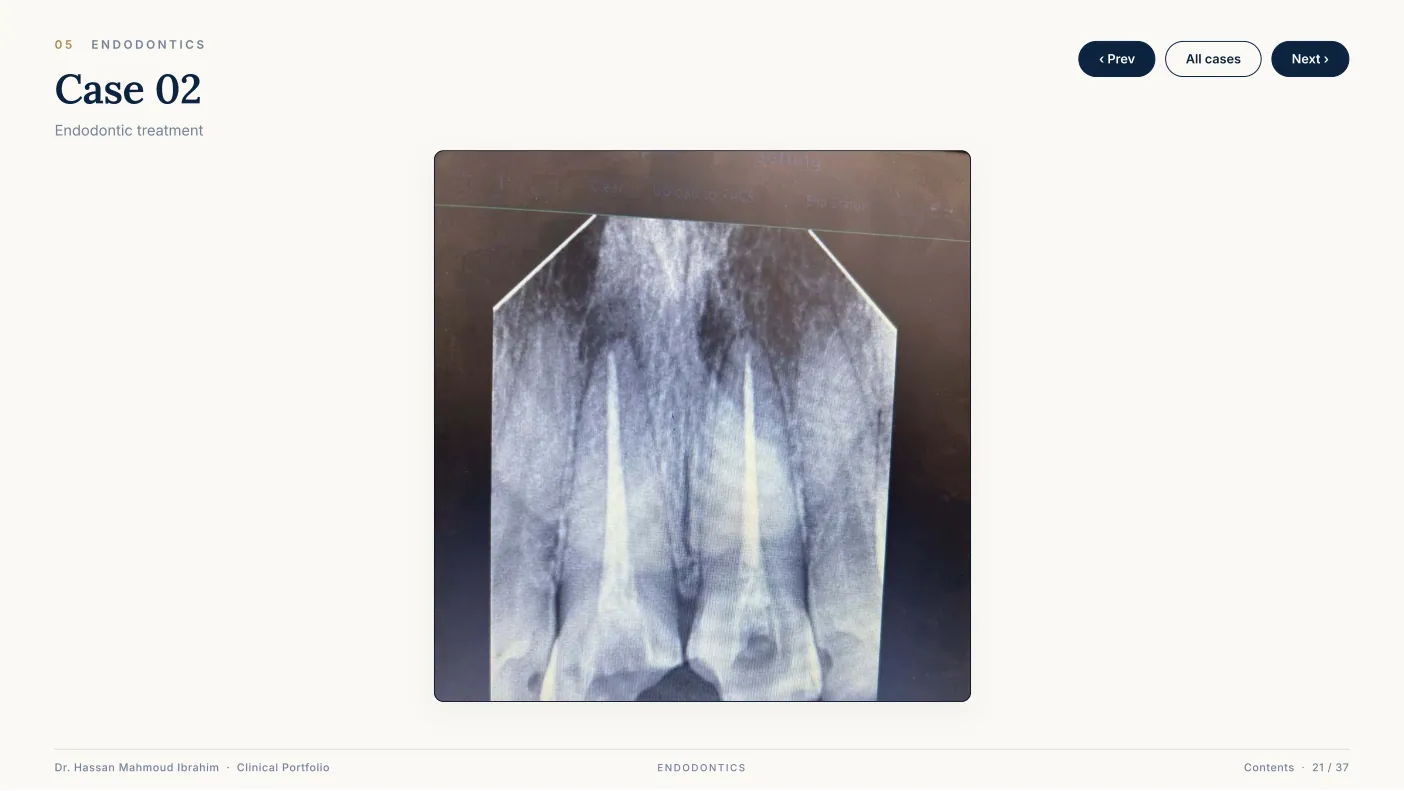 05 ENDODONTICS
Case 02
Endodontic treatment
‹ Prev
All cases
Next ›
Dr. Hassan Mahmoud Ibrahim · Clinical Portfolio
ENDODONTICS
Contents · 21 / 37